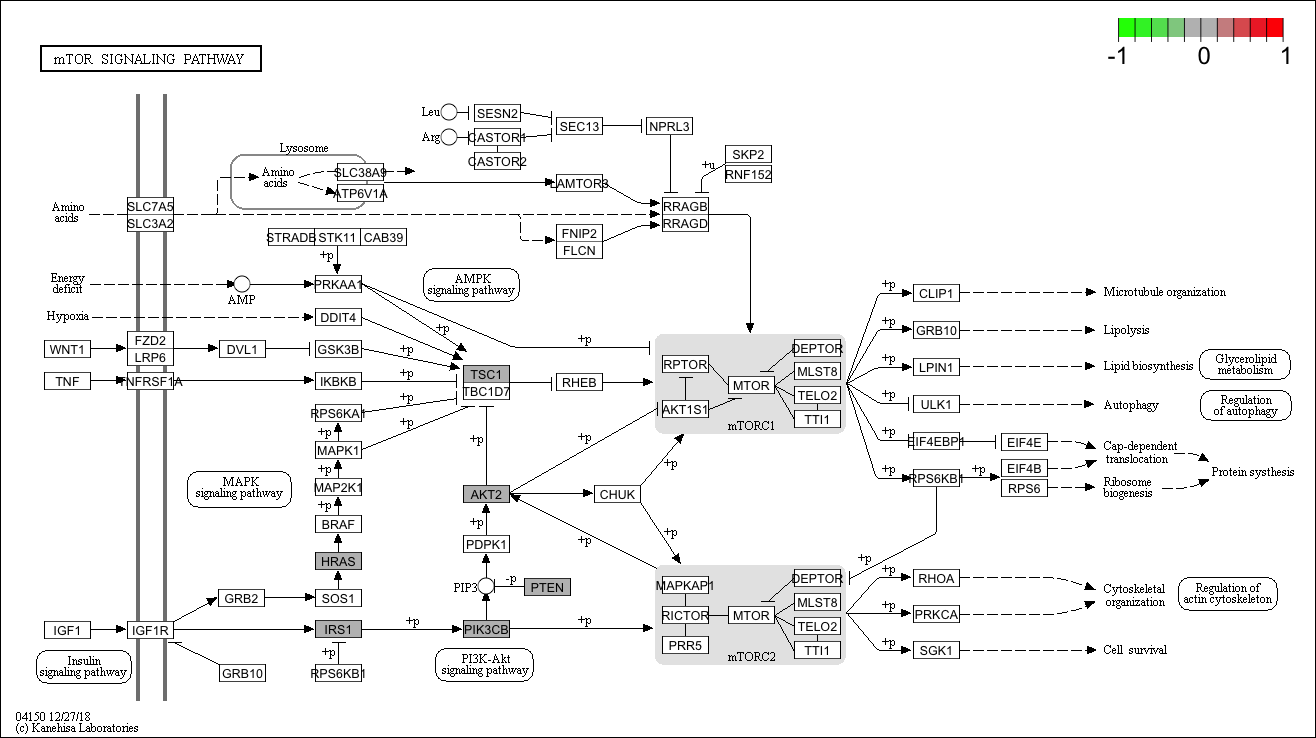 -1 0 1
mTOR SIGNALING PATHWAY
Leu SESN2
SEC13 NPRL3
Arg CASTOR1
CASTOR2
SKP2
+u
RNF152
Lysosome
Amino
acids
SLC38A9
ATP6V1A
LAMTOR3
Amino
acids
SLC7A5
SLC3A2
RRAGB
RRAGD
FNIP2
FLCN
STRADB STK11 CAB39
+p
Energy
deficit
AMP
PRKAA1
AMPK
signaling pathway
Hypoxia DDIT4
+p
+p
WNT1 FZD2
LRP6
DVL1 GSK3B +p
TNF TNFRSF1A IKBKB +p
TSC1
TBC1D7
RHEB
RPS6KA1 +p
+p
MAPK1 +p
+p
MAP2K1
+p
BRAF
HRAS
MAPK
signaling pathway
+p
AKT2
+p
PDPK1
PIP3 -p PTEN
+p
CHUK
+p
+p
+p
RPTOR
AKT1S1
MTOR
DEPTOR
MLST8
TELO2
TTI1
mTORC1
+p CLIP1 Microtubule organization
+p GRB10 Lipolysis
+p LPIN1 Lipid biosynthesis
Glycerolipid
metabolism
+p ULK1 Autophagy
Regulation
of autophagy
+p EIF4EBP1 EIF4E
Cap-dependent
translocation
+p RPS6KB1 +p EIF4B
RPS6
Ribosome
biogenesis
Protein systhesis
+p
GRB2 SOS1
IGF1 IGF1R IRS1 +p PIK3CB
+p
Insulin
signaling pathway
GRB10 RPS6KB1
PI3K-Akt
signaling pathway
MAPKAP1
RICTOR
PRR5
MTOR
DEPTOR
MLST8
TELO2
TTI1
mTORC2
+p RHOA
+p PRKCA
Cytoskeletal
organization
Regulation of
actin cytoskeleton
+p SGK1 Cell survival
04150 12/27/18
(c) Kanehisa Laboratories